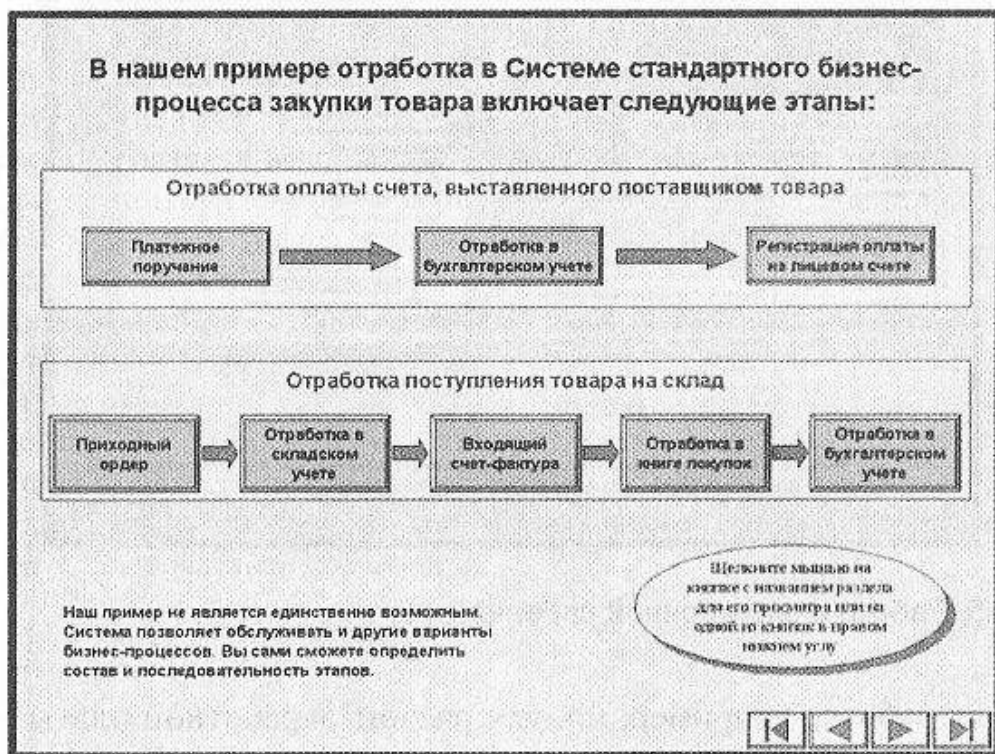 В нашем примере отработка в Системе стандартного бизнес-
процесса закупки товара включает следующие этапы:
Отработка оплаты счета, выставленного поставщиком товара
Платежное
поручание
Отработка в
бухгалтерском учете
Регистрация оплаты
на лицевом счете
Отработка поступления товара на склад
Приходный
ордер
Отработка в
складском
учете
Входящий
счет-фактура
Отработка в
книге покупок
Отработка в
бухгалтерском
учете
Щелкните мышью на
кнопке с названием раздела
для его просмотра или на
одной из кнопок в правом
нижнем углу
Наш пример не является единственно возможным.
Система позволяет обслуживать и другие варианты
бизнес-процессов. Вы сами сможете определить
состав и последовательность этапов.